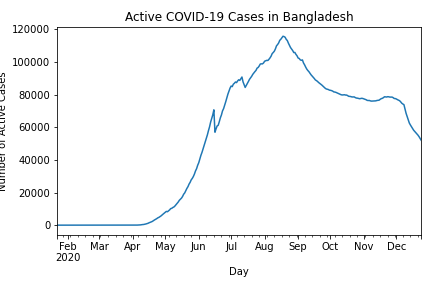 Active COVID-19 Cases in Bangladesh
Number of Active Cases
120000
100000
80000
60000
40000
20000
0
Feb Mar Apr May Jun Jul Aug Sep Oct Nov Dec
2020
Day